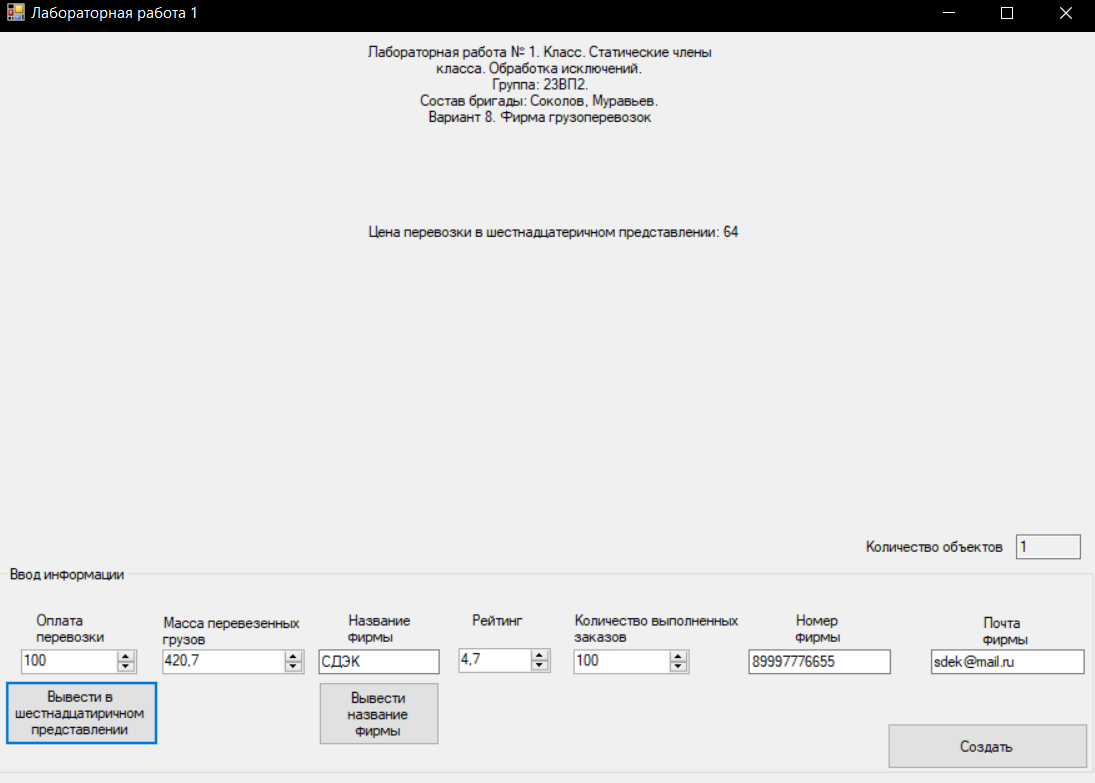 Лабораторная работа 1
Лабораторная работа № 1. Класс. Статические члены
класса. Обработка исключений.
Группа: 23ВП2.
Состав бригады: Соколов, Муравьев.
Вариант 8. Фирма грузоперевозок
Цена перевозки в шестнадцатеричном представлении: 64
Количество объектов 1
Ввод информации
Оплата
перевозки
100
Масса перевезенных
грузов
420,7
Название
фирмы
СДЭК
Рейтинг
4,7
Количество выполненных
заказов
100
Номер
фирмы
89997776655
Почта
фирмы
sdek@mail.ru
Вывести в
шестнадцатиричном
представлении
Вывести
название
фирмы
Создать